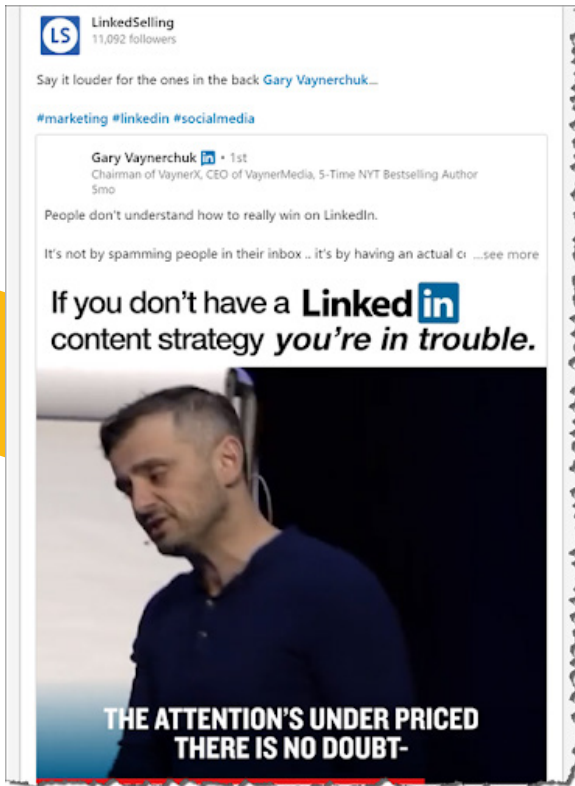 LS
LinkedSelling
11,092 followers
Say it louder for the ones in the back Gary Vaynerchuk...
#marketing #linkedin #socialmedia
Gary Vaynerchuk in • 1st
Chairman of VaynerX, CEO of VaynerMedia, 5-Time NYT Bestselling Author
5mo
People don't understand how to really win on LinkedIn.
It's not by spamming people in their inbox .. it's by having an actual ...see more
If you don't have a Linked in
content strategy you're in trouble.
THE ATTENTION'S UNDER PRICED
THERE IS NO DOUBT-